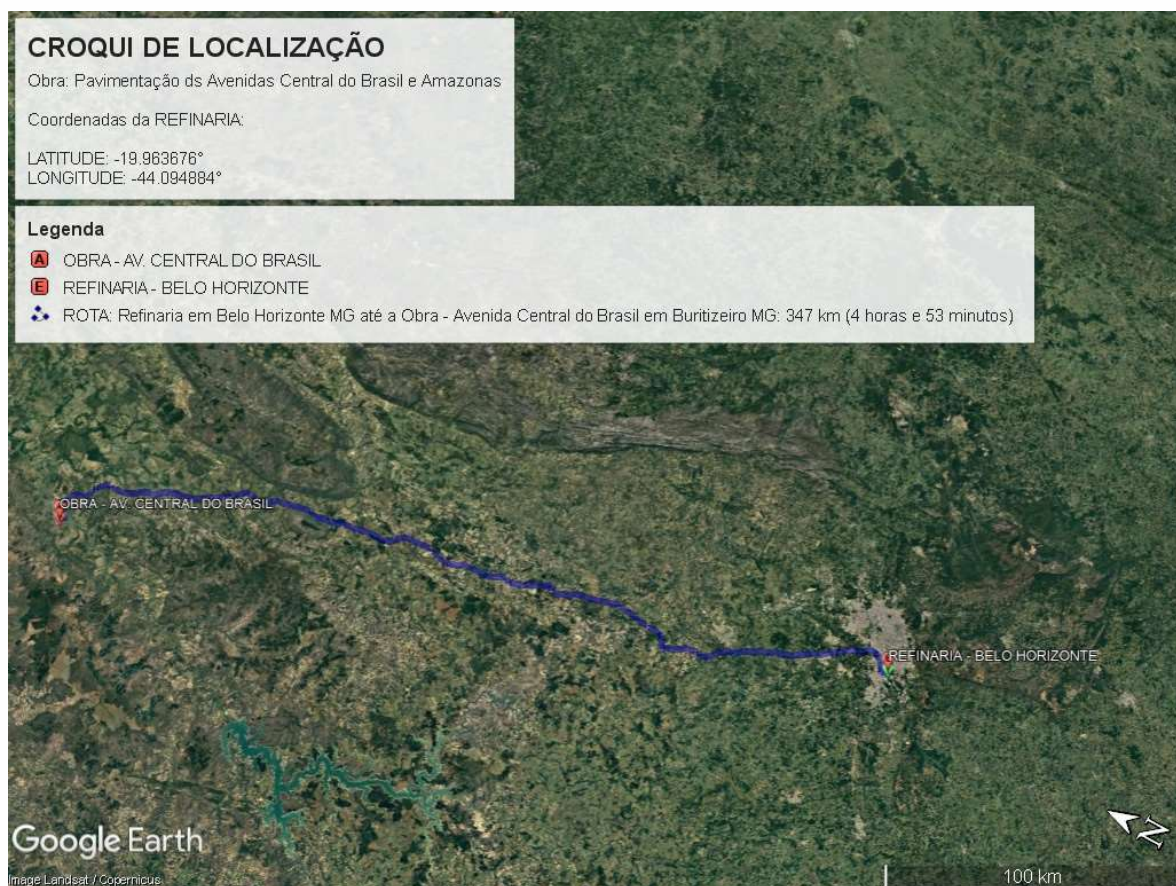 CROQUI DE LOCALIZAÇÃO
Obra: Pavimentação ds Avenidas Central do Brasil e Amazonas
Coordenadas da REFINARIA:
LATITUDE: -19.963676°
LONGITUDE: -44.094884°
Legenda
A OBRA - AV. CENTRAL DO BRASIL
E REFINARIA - BELO HORIZONTE
ROTA: Refinaria em Belo Horizonte MG até a Obra - Avenida Central do Brasil em Buritizeiro MG: 347 km (4 horas e 53 minutos)
OBRA - AV. CENTRAL DO BRASIL
REFINARIA - BELO HORIZONTE
Google Earth
N
Image Landsat / Copernicus
100 km